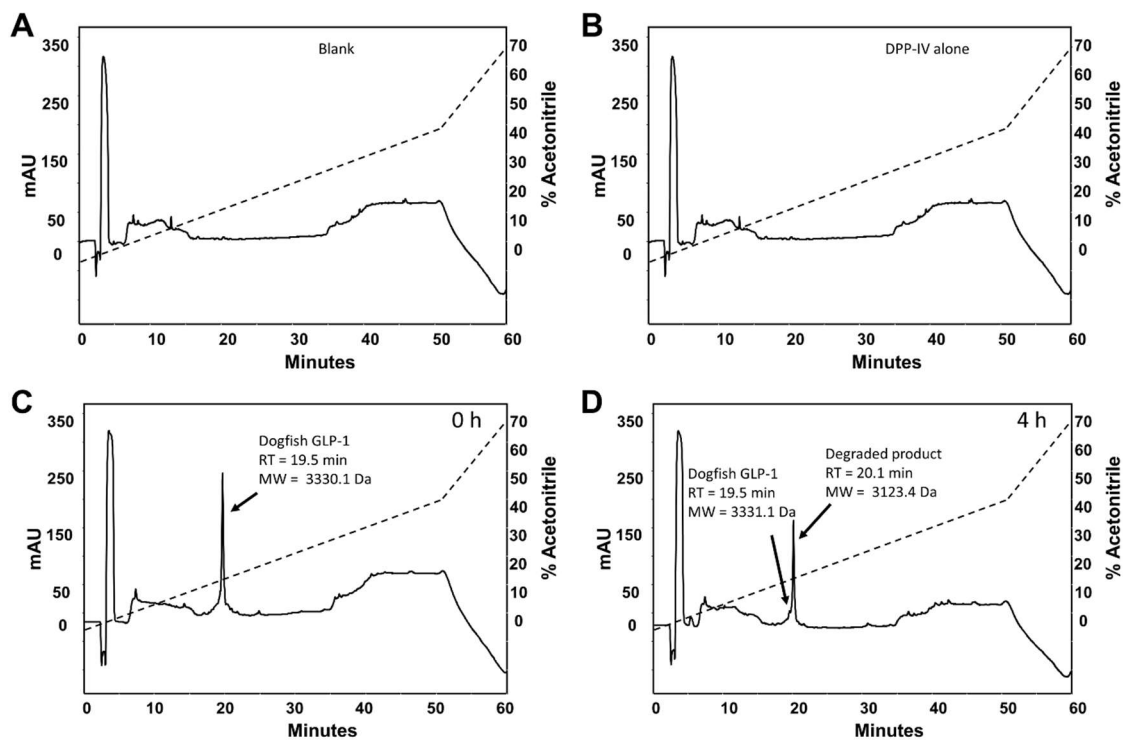 A
Blank
350
250
150
50
0
mAU
70
60
50
40
30
20
10
0
% Acetonitrile
0 10 20 30 40 50 60
Minutes
B
DPP-IV alone
350
250
150
50
0
mAU
70
60
50
40
30
20
10
0
% Acetonitrile
0 10 20 30 40 50 60
Minutes
C
0 h
Dogfish GLP-1
RT = 19.5 min
MW = 3330.1 Da
350
250
150
50
0
mAU
70
60
50
40
30
20
10
0
% Acetonitrile
0 10 20 30 40 50 60
Minutes
D
4 h
Dogfish GLP-1
RT = 19.5 min
MW = 3331.1 Da
Degraded product
RT = 20.1 min
MW = 3123.4 Da
350
250
150
50
0
mAU
70
60
50
40
30
20
10
0
% Acetonitrile
0 10 20 30 40 50 60
Minutes